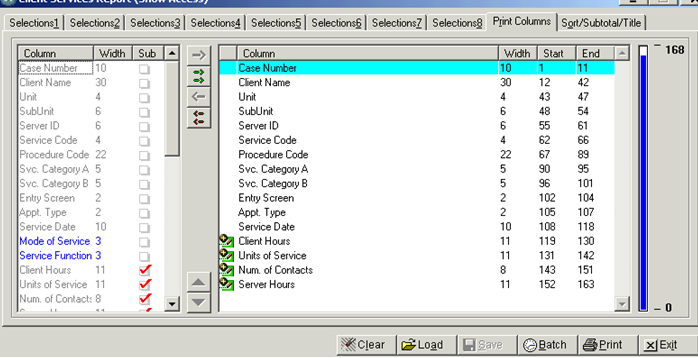 Client Services Report (Show Access)
Selections1 Selections2 Selections3 Selections4 Selections5 Selections6 Selections7 Selections8 Print Columns Sort/Subtotal/Title
Column Width Sub
Case Number 10
Client Name 30
Unit 4
SubUnit 6
Server ID 6
Service Code 4
Procedure Code 22
Svc. Category A 5
Svc. Category B 5
Entry Screen 2
Appt. Type 2
Service Date 10
Mode of Service 3
Service Function 3
Client Hours 11
Units of Service 11
Num. of Contacts 8
Column Width Start End
Case Number 10 1 11
Client Name 30 12 42
Unit 4 43 47
SubUnit 6 48 54
Server ID 6 55 61
Service Code 4 62 66
Procedure Code 22 67 89
Svc. Category A 5 90 95
Svc. Category B 5 96 101
Entry Screen 2 102 104
Appt. Type 2 105 107
Service Date 10 108 118
Client Hours 11 119 130
Units of Service 11 131 142
Num. of Contacts 8 143 151
Server Hours 11 152 163
168
0
Clear Load Save Batch Print Exit